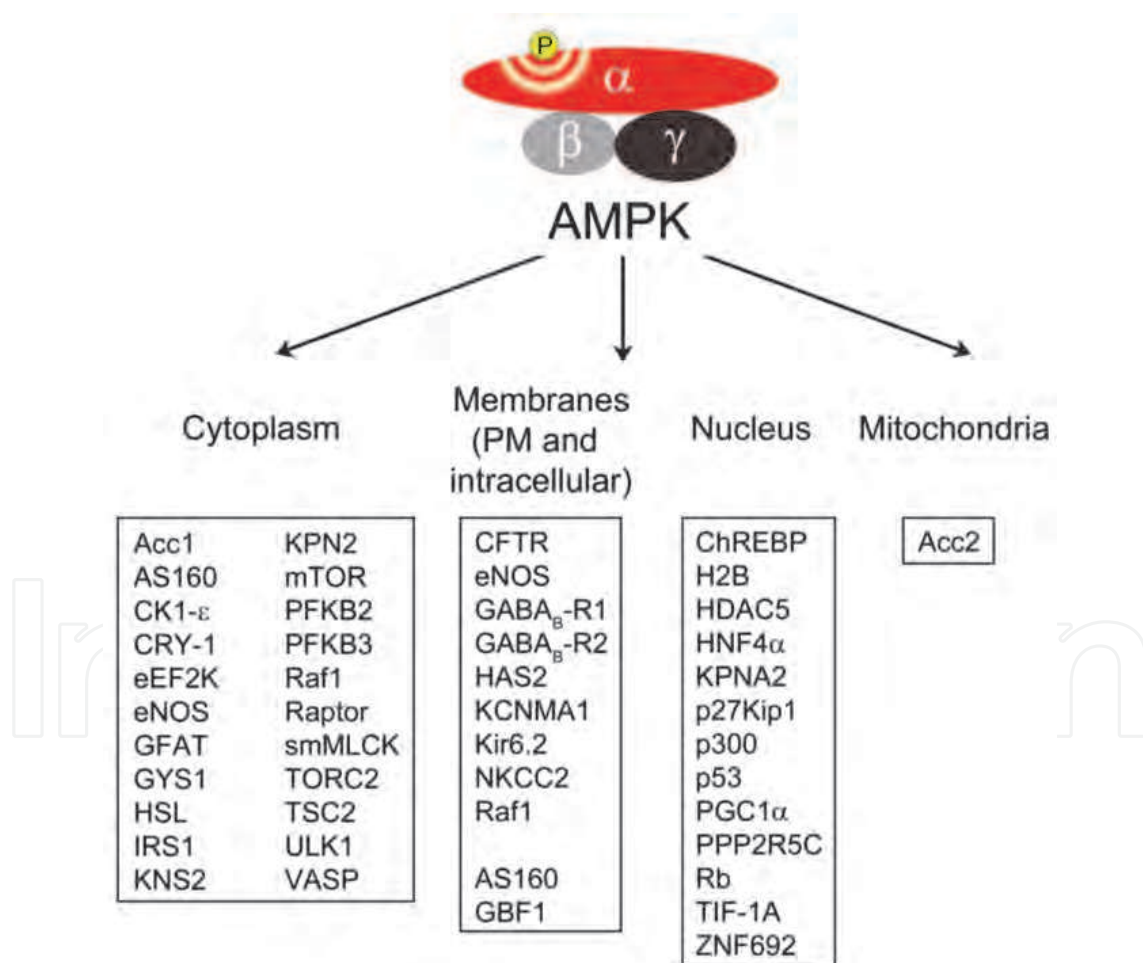 P
α
β γ
AMPK
Cytoplasm
Membranes
(PM and
intracellular)
Nucleus
Mitochondria
Acc1 KPN2
AS160 mTOR
CK1-ε PFKB2
CRY-1 PFKB3
eEF2K Raf1
eNOS Raptor
GFAT smMLCK
GYS1 TORC2
HSL TSC2
IRS1 ULK1
KNS2 VASP
CFTR
eNOS
GABA_B-R1
GABA_B-R2
HAS2
KCNMA1
Kir6.2
NKCC2
Raf1
AS160
GBF1
ChREBP
H2B
HDAC5
HNF4α
KPNA2
p27Kip1
p300
p53
PGC1α
PPP2R5C
Rb
TIF-1A
ZNF692
Acc2